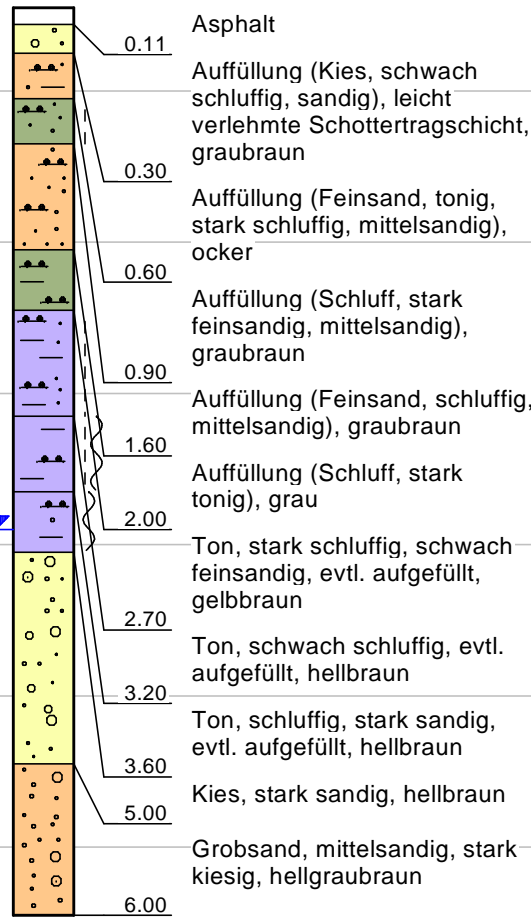 Asphalt
0.11
Auffüllung (Kies, schwach
schluffig, sandig), leicht
verlehmte Schottertragschicht,
graubraun
0.30
Auffüllung (Feinsand, tonig,
stark schluffig, mittelsandig),
ocker
0.60
Auffüllung (Schluff, stark
feinsandig, mittelsandig),
graubraun
0.90
Auffüllung (Feinsand, schluffig,
mittelsandig), graubraun
1.60
Auffüllung (Schluff, stark
tonig), grau
2.00
Ton, stark schluffig, schwach
feinsandig, evtl. aufgefüllt,
gelbbraun
2.70
Ton, schwach schluffig, evtl.
aufgefüllt, hellbraun
3.20
Ton, schluffig, stark sandig,
evtl. aufgefüllt, hellbraun
3.60
Kies, stark sandig, hellbraun
5.00
Grobsand, mittelsandig, stark
kiesig, hellgraubraun
6.00